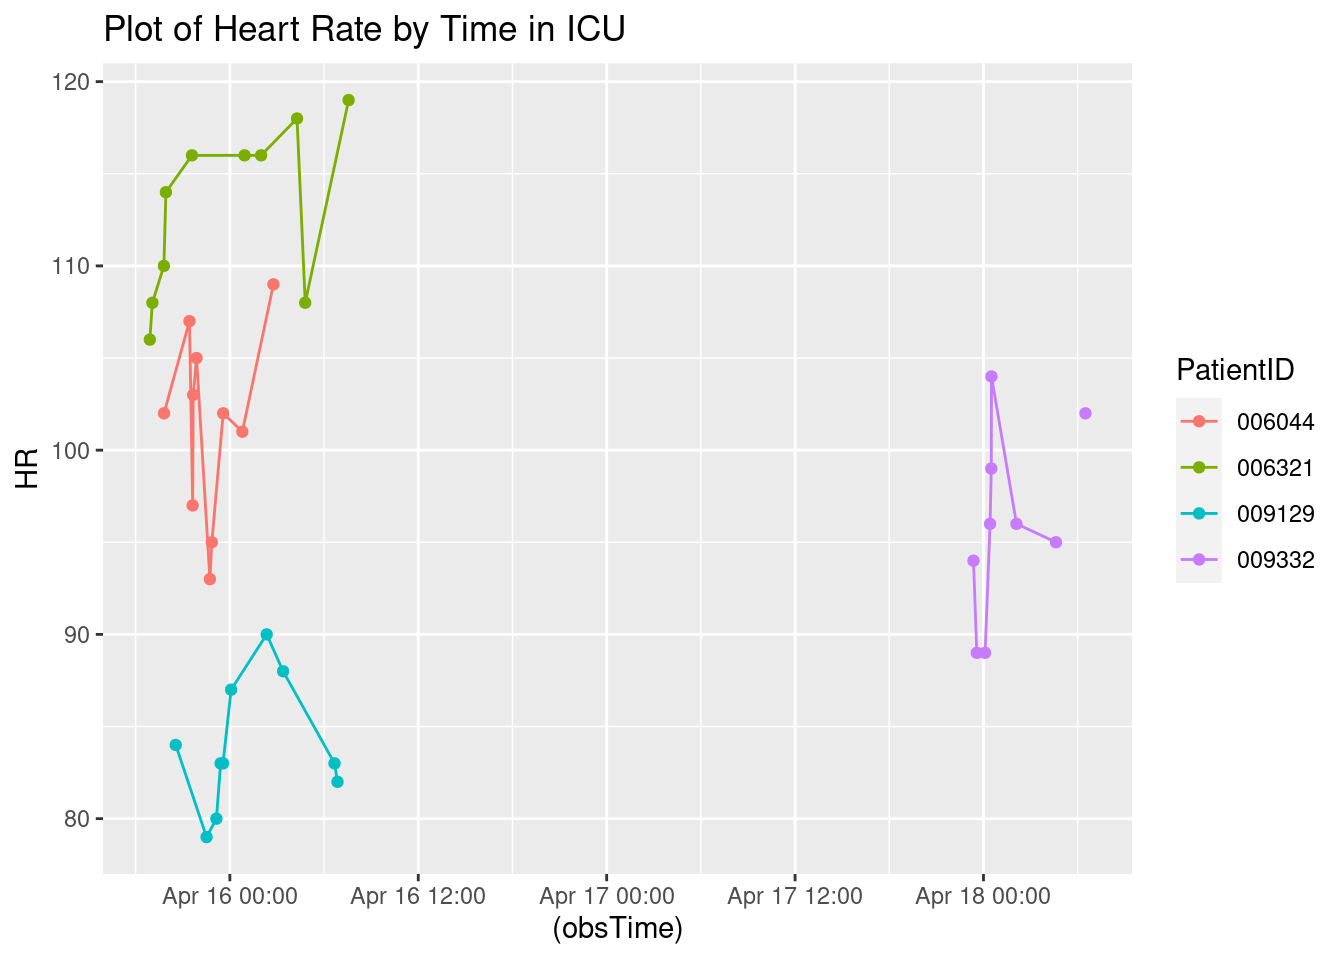 Plot of Heart Rate by Time in ICU
120
110
100
90
80
HR
Apr 16 00:00
Apr 16 12:00
Apr 17 00:00
Apr 17 12:00
Apr 18 00:00
(obsTime)
PatientID
006044
006321
009129
009332